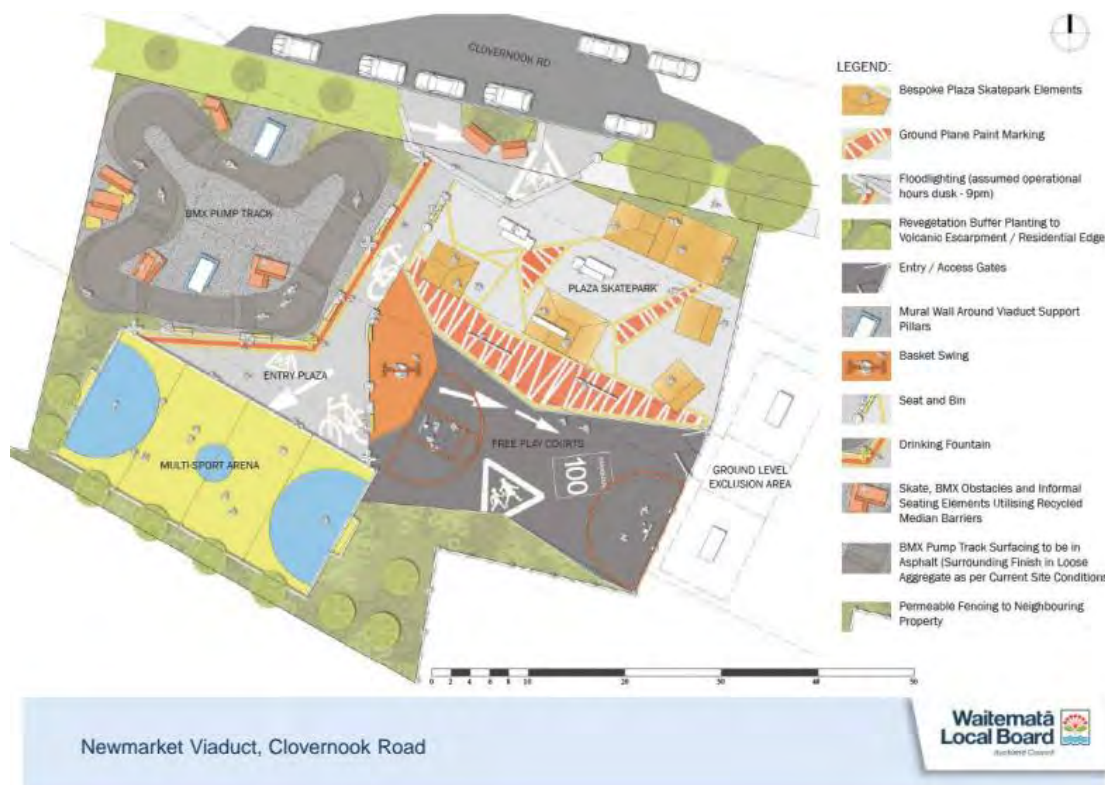 CLOVERNOOK RD
BMX PUMP TRACK
PLAZA SKATEPARK
ENTRY PLAZA
FREE PLAY COURTS
100
MULTI-SPORT ARENA
GROUND LEVEL
EXCLUSION AREA
LEGEND:
Bespoke Plaza Skatepark Elements
Ground Plane Paint Marking
Floodlighting (assumed operational
hours dusk - 9pm)
Revegetation Buffer Planting to
Volcanic Escarpment / Residential Edge
Entry / Access Gates
Mural Wall Around Viaduct Support
Pillars
Basket Swing
Seat and Bin
Drinking Fountain
Skate, BMX Obstacles and Informal
Seating Elements Utilising Recycled
Median Barriers
BMX Pump Track Surfacing to be in
Asphalt (Surrounding Finish in Loose
Aggregate as per Current Site Conditions
Permeable Fencing to Neighbouring
Property
0 2 4 6 8 10 20 30 40 50
Newmarket Viaduct, Clovernook Road
Waitematā
Local Board
Auckland Council